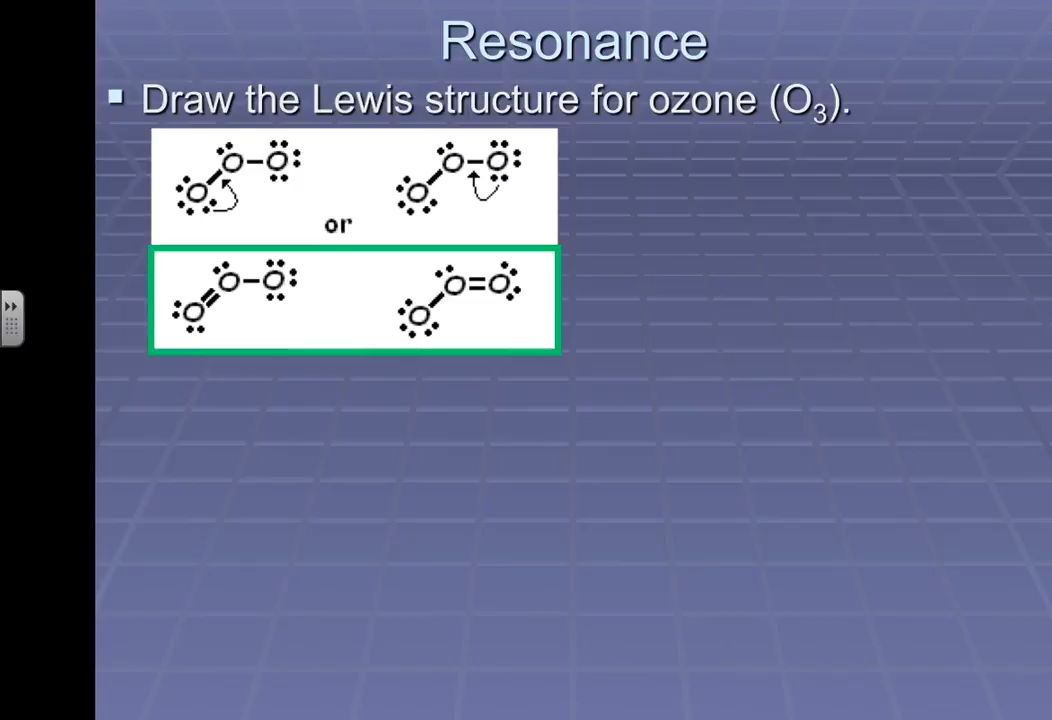 Resonance
Draw the Lewis structure for ozone (O₃).
O–O O–O
O O
or
O–O O=O
O O